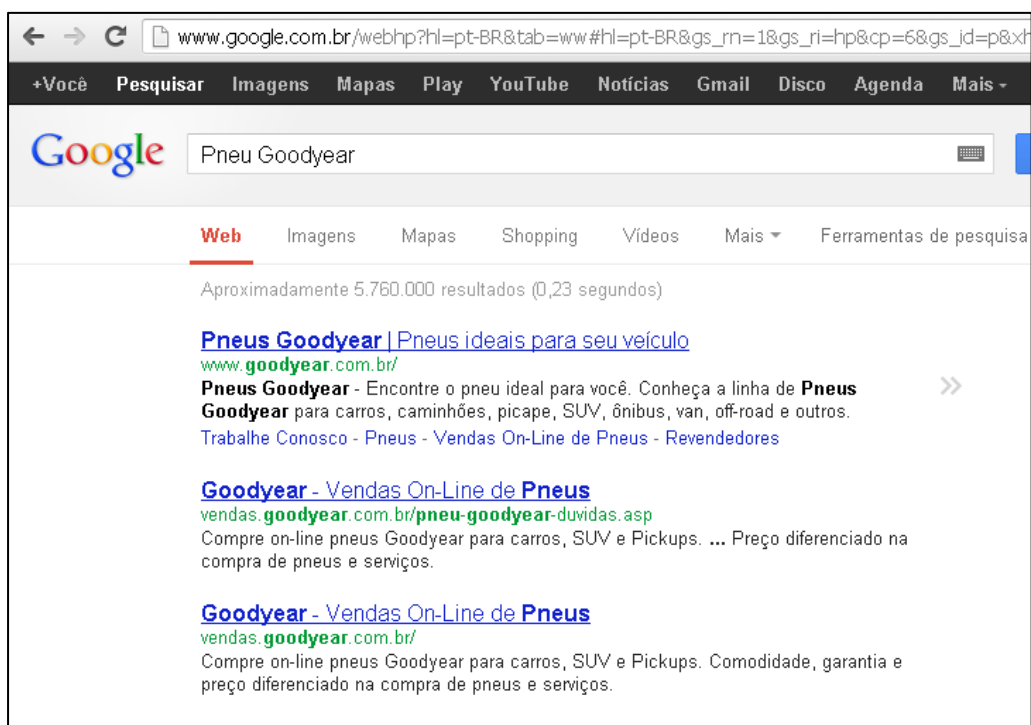 www.google.com.br/webhp?hl=pt-BR&tab=ww#hl=pt-BR&gs_rn=1&gs_ri=hp&cp=6&gs_id=p&xh
+Você Pesquisar Imagens Mapas Play YouTube Notícias Gmail Disco Agenda Mais
Google Pneu Goodyear
Web Imagens Mapas Shopping Vídeos Mais Ferramentas de pesquisa
Aproximadamente 5.760.000 resultados (0,23 segundos)
Pneus Goodyear | Pneus ideais para seu veículo
www.goodyear.com.br/
Pneus Goodyear - Encontre o pneu ideal para você. Conheça a linha de Pneus
Goodyear para carros, caminhões, picape, SUV, ônibus, van, off-road e outros.
Trabalhe Conosco - Pneus - Vendas On-Line de Pneus - Revendedores
Goodyear - Vendas On-Line de Pneus
vendas.goodyear.com.br/pneu-goodyear-duvidas.asp
Compre on-line pneus Goodyear para carros, SUV e Pickups. ... Preço diferenciado na
compra de pneus e serviços.
Goodyear - Vendas On-Line de Pneus
vendas.goodyear.com.br/
Compre on-line pneus Goodyear para carros, SUV e Pickups. Comodidade, garantia e
preço diferenciado na compra de pneus e serviços.